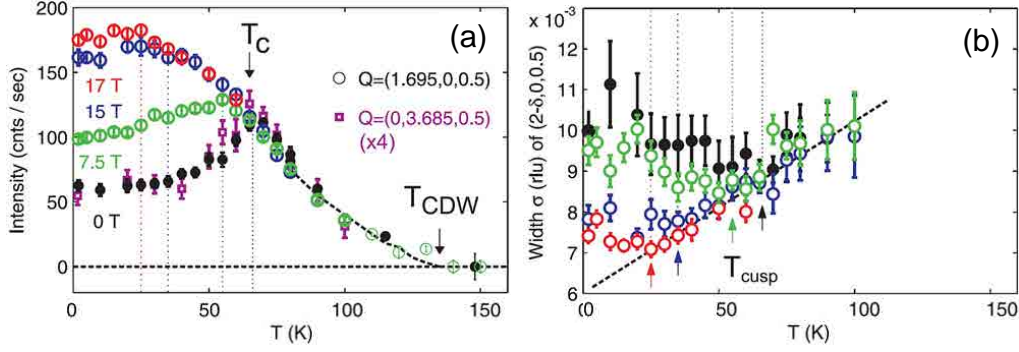 200
150
100
50
0
Intensity (cnts / sec)
0
50
100
150
T (K)
(a)
T_C
T_CDW
17 T
15 T
7.5 T
0 T
Q=(1.695,0,0.5)
Q=(0,3.685,0.5)
(x4)
x 10⁻³
12
11
10
9
8
7
6
Width σ (rlu) of (2-δ,0,0.5)
0
50
100
150
T (K)
(b)
T_cusp